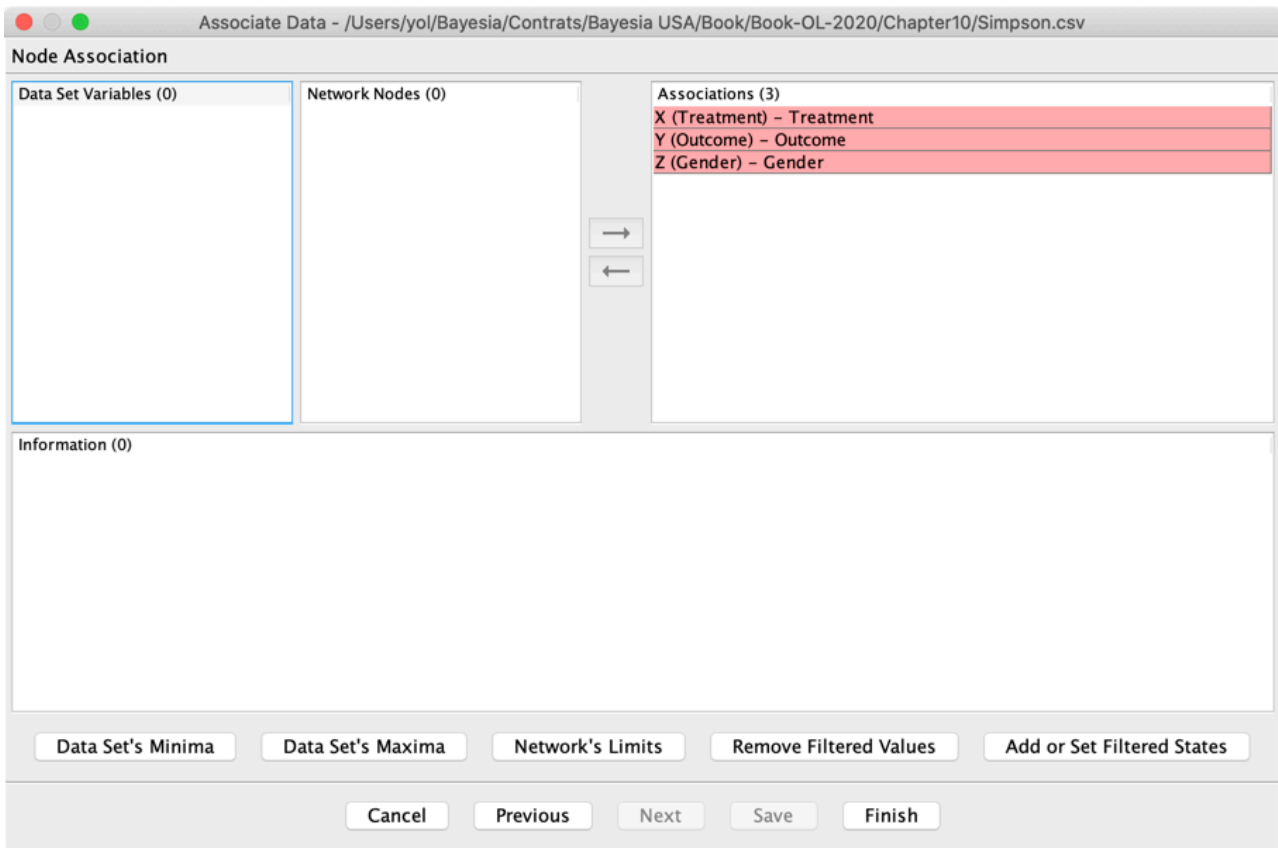 Associate Data - /Users/yol/Bayesia/Contrats/Bayesia USA/Book/Book-OL-2020/Chapter10/Simpson.csv
Node Association
Data Set Variables (0)
Network Nodes (0)
Associations (3)
X (Treatment) – Treatment
Y (Outcome) – Outcome
Z (Gender) – Gender
Information (0)
Data Set's Minima
Data Set's Maxima
Network's Limits
Remove Filtered Values
Add or Set Filtered States
Cancel
Previous
Next
Save
Finish